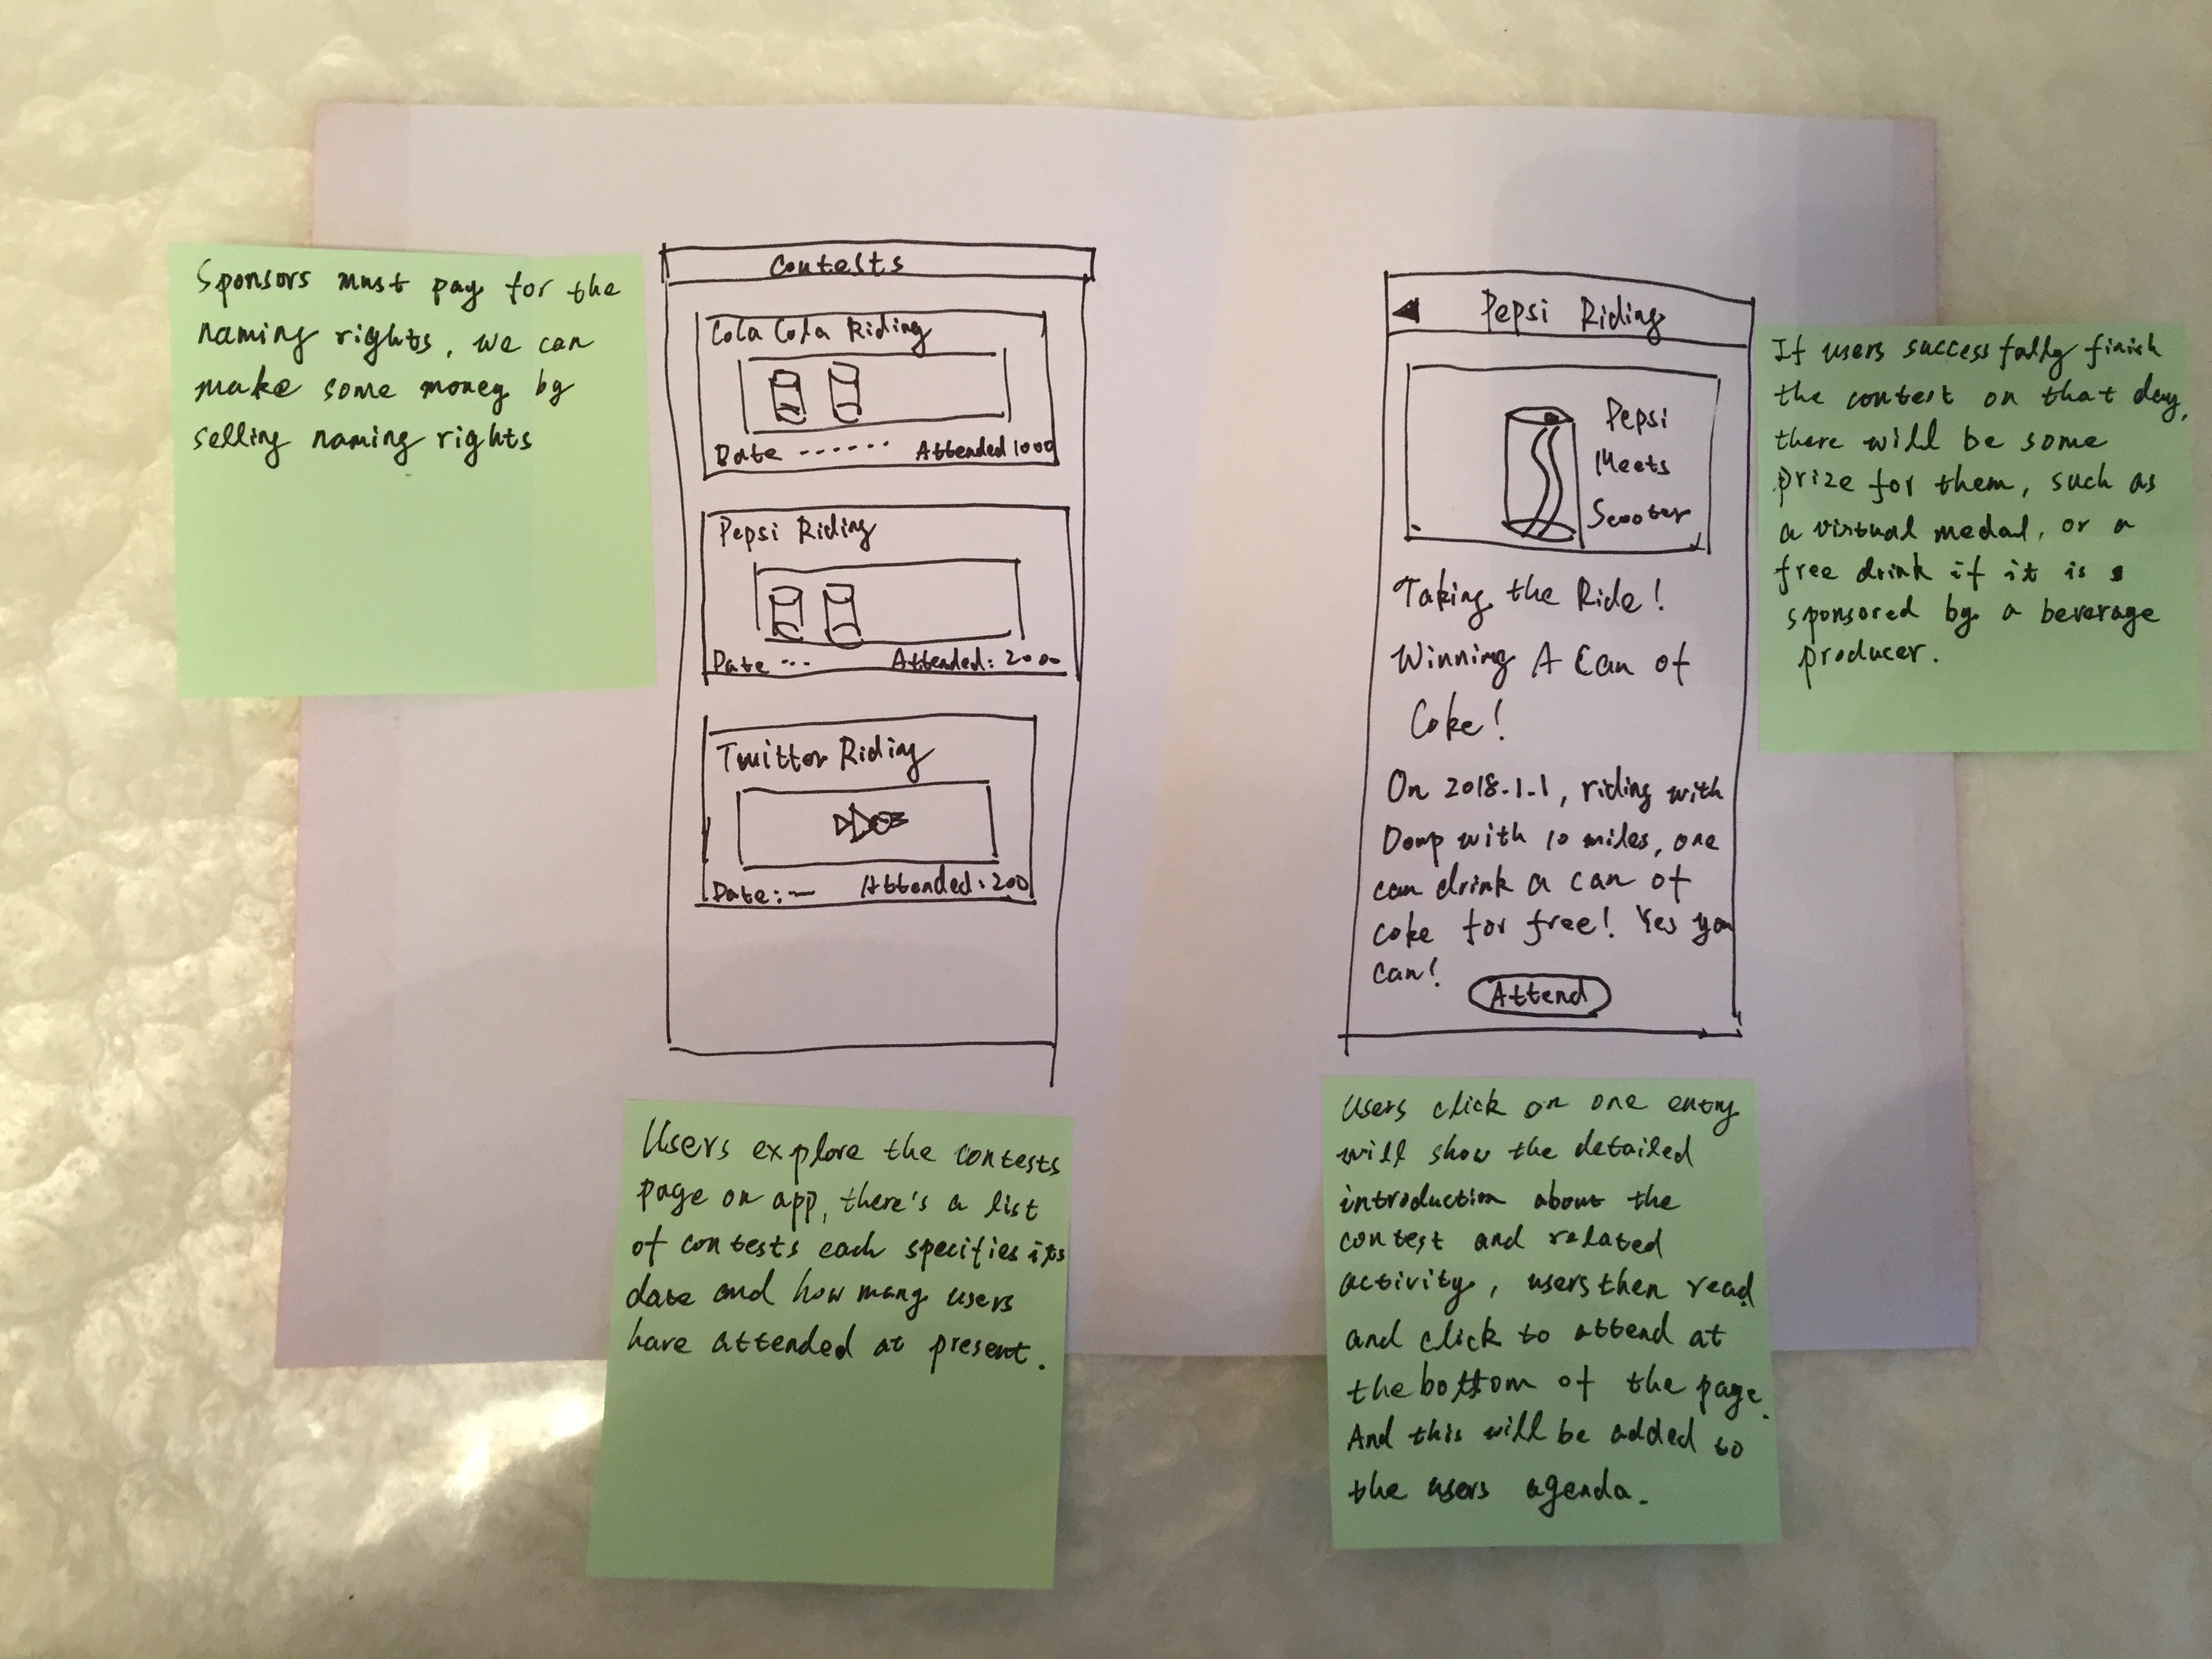 Sponsors must pay for the
naming rights, we can
make some money by
selling naming rights
Contests
Cola Cola Riding
Date ------ Attended 1000
Pepsi Riding
Date --- Attended: 2000
Twitter Riding
Date: — Attended: 200
Users explore the contests
page on app, there's a list
of contests each specifies its
date and how many users
have attended at present.
Pepsi Riding
Pepsi
Meets
Scooter
Taking the Ride!
Winning A Can of
Coke!
On 2018.1.1, riding with
Doup with 10 miles, one
can drink a can of
coke for free! Yes you
can!
Attend
If users successfully finish
the contest on that day,
there will be some
prize for them, such as
a virtual medal, or a
free drink if it is
sponsored by a beverage
producer.
Users click on one entry
will show the detailed
introduction about the
contest and related
activity, users then read
and click to attend at
the bottom of the page.
And this will be added to
the users agenda.